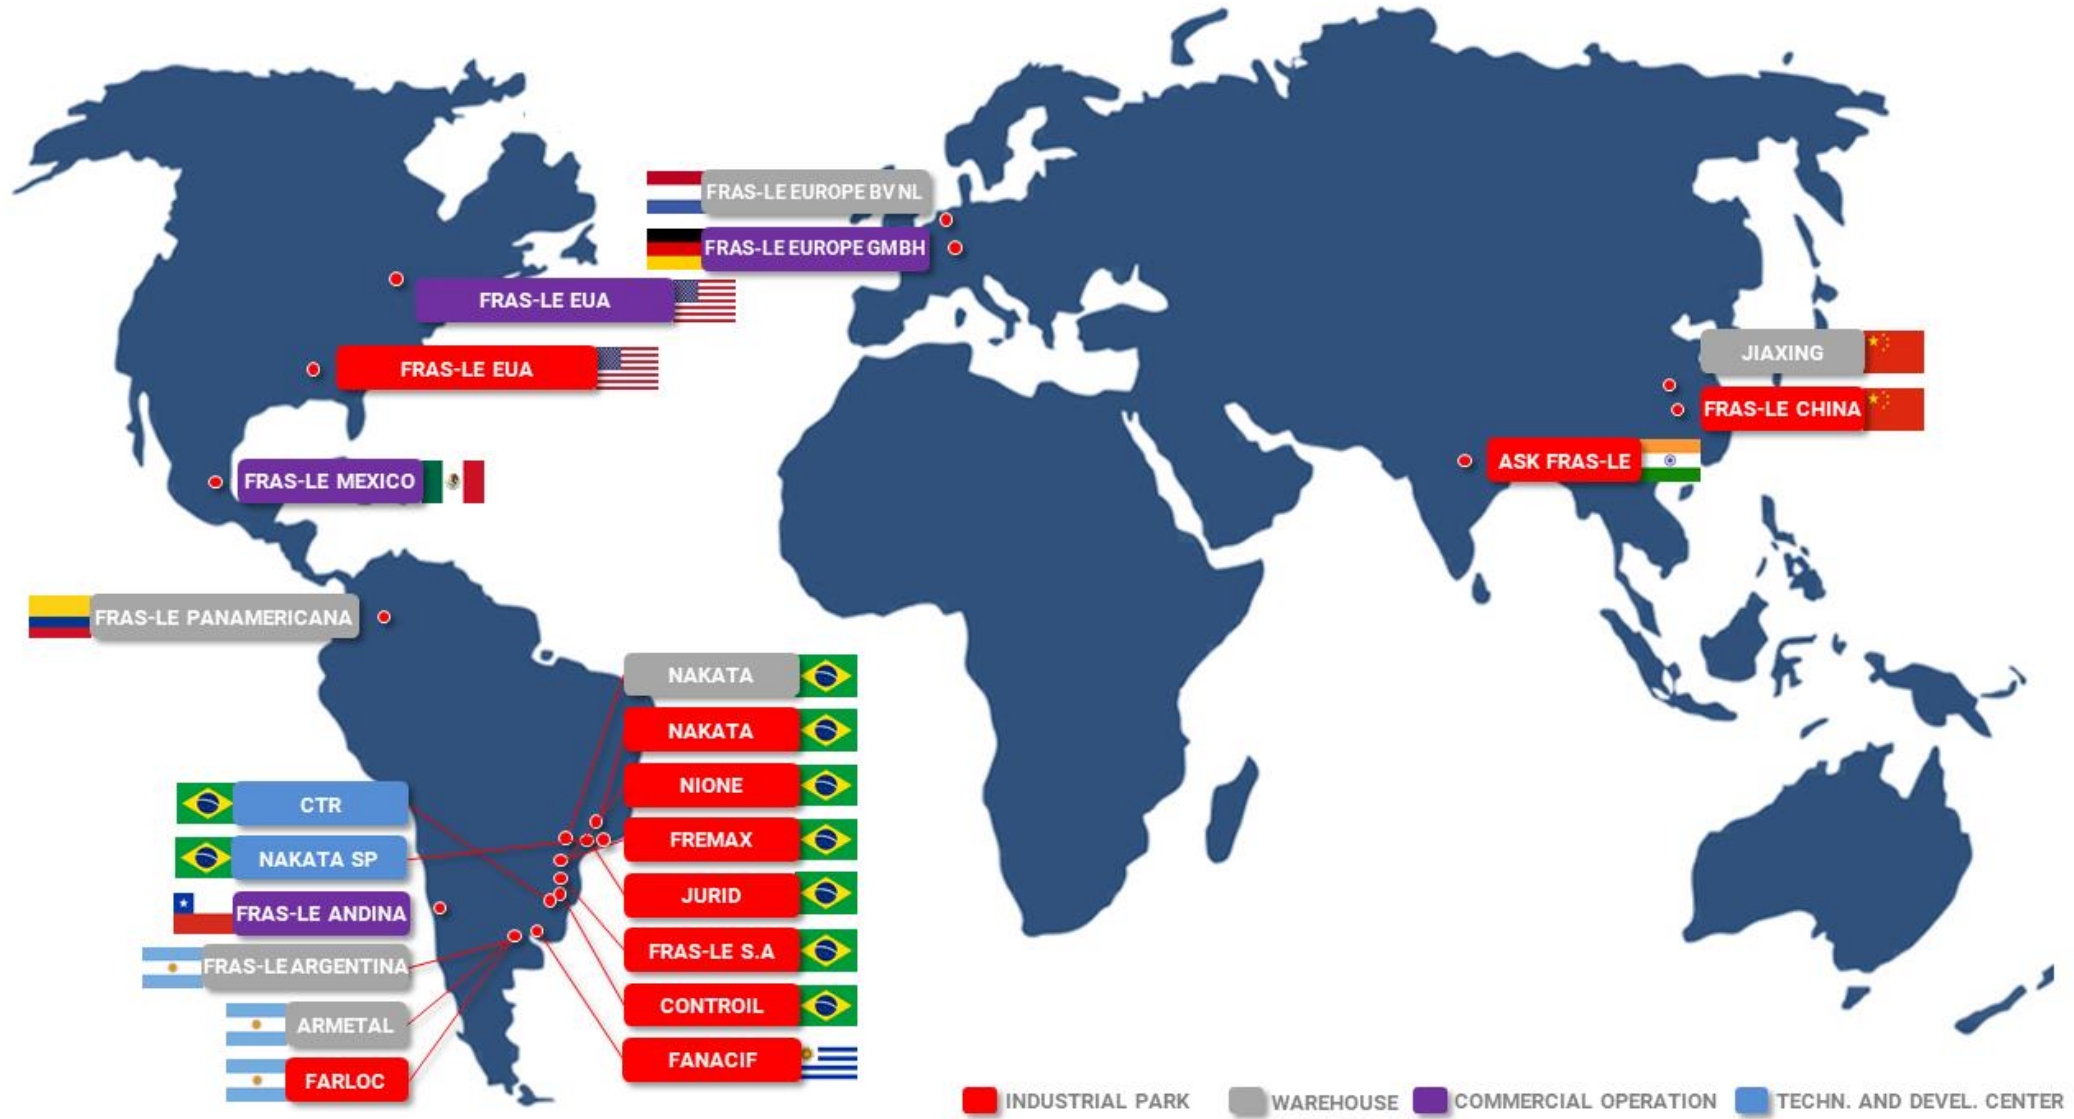 FRAS-LE EUROPE BV NL
FRAS-LE EUROPE GMBH
FRAS-LE EUA
FRAS-LE EUA
JIAXING
FRAS-LE CHINA
ASK FRAS-LE
FRAS-LE MEXICO
FRAS-LE PANAMERICANA
NAKATA
NAKATA
NIONE
FREMAX
JURID
FRAS-LE S.A
CONTROIL
FANACIF
CTR
NAKATA SP
FRAS-LE ANDINA
FRAS-LE ARGENTINA
ARMETAL
FARLOC
INDUSTRIAL PARK
WAREHOUSE
COMMERCIAL OPERATION
TECHN. AND DEVEL. CENTER